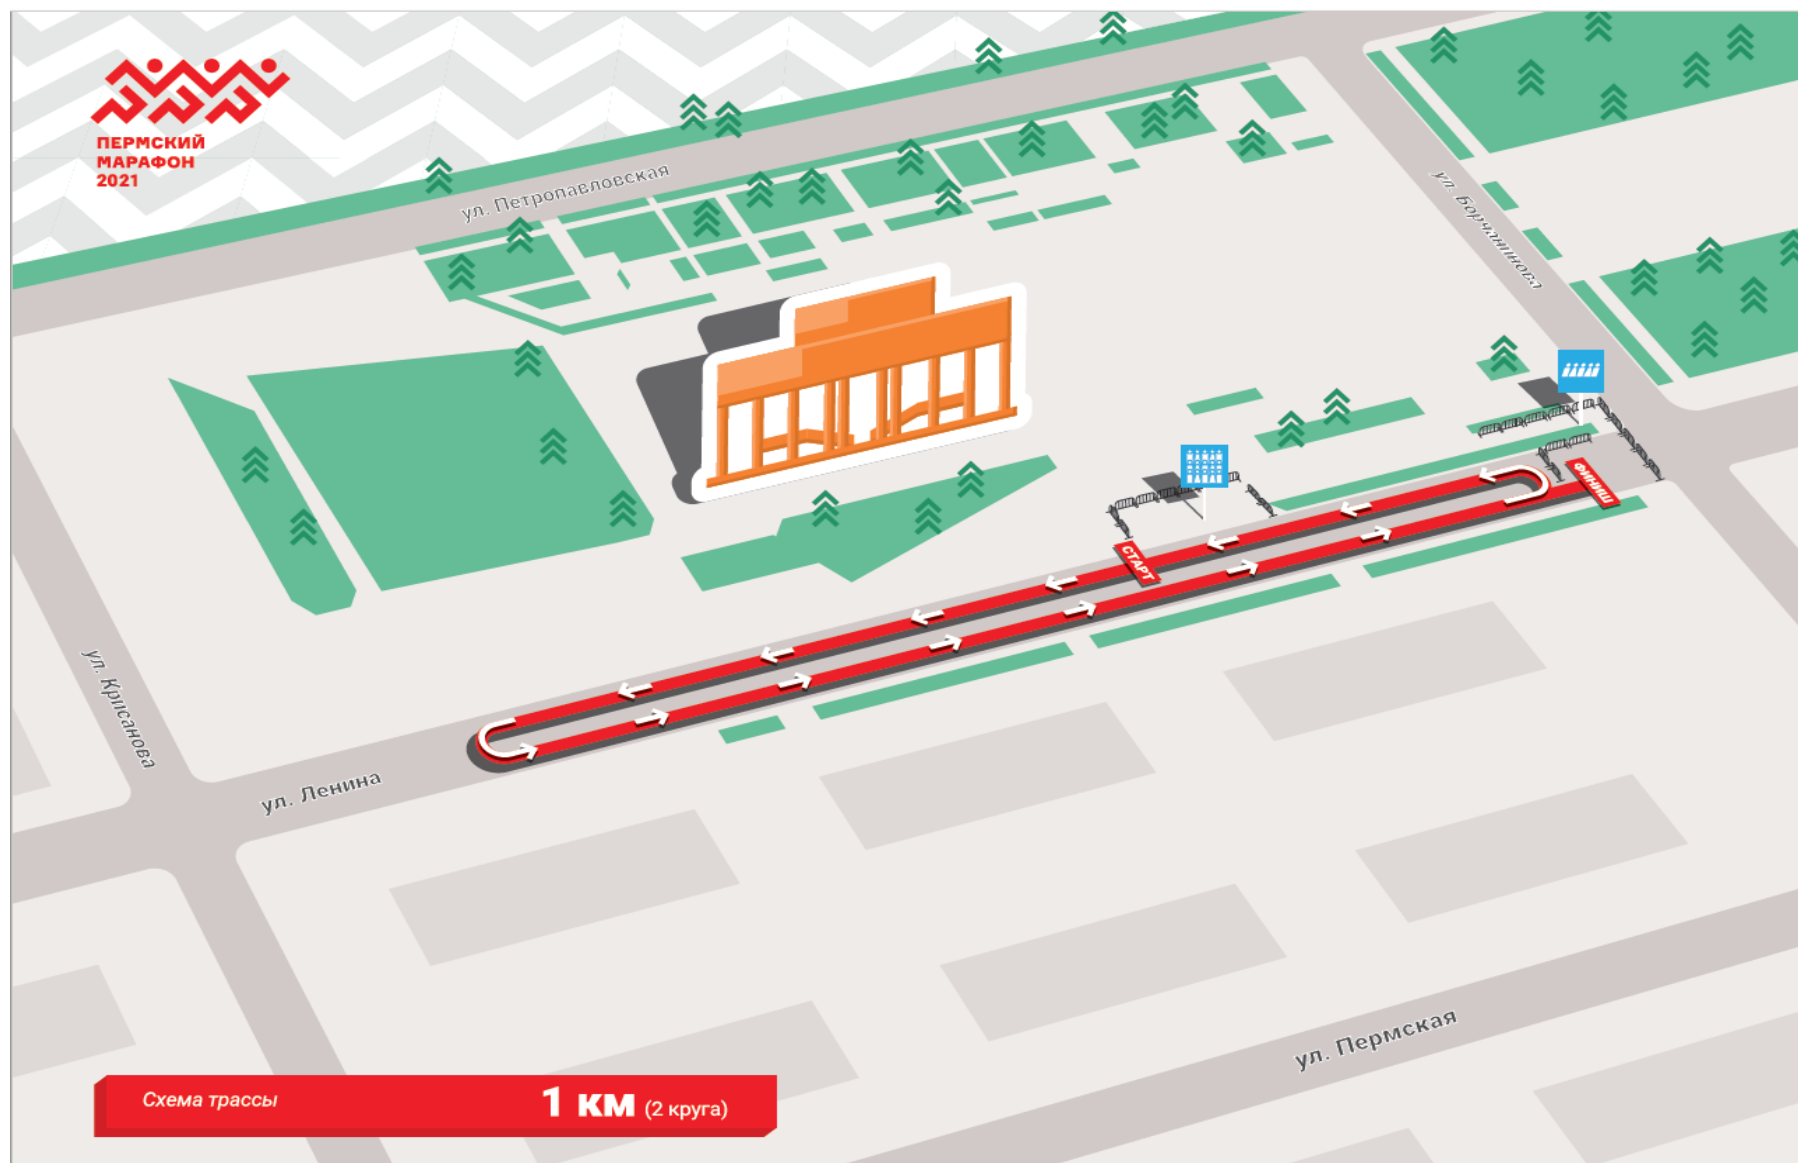 ПЕРМСКИЙ
МАРАФОН
2021
ул. Петропавловская
ул. Борчанинова
ФИНИШ
СТАРТ
ул. Крисанова
ул. Ленина
ул. Пермская
Схема трассы
1 км (2 круга)